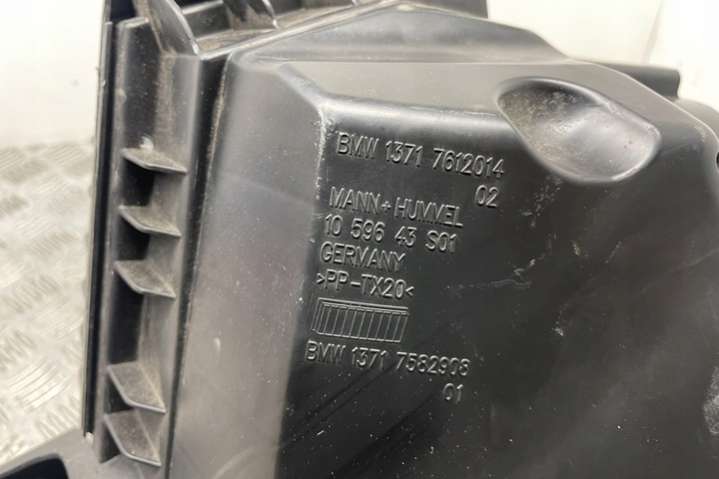 BMW 1371 7612014
02
MANN+HUMMEL
10 596 43 S01
GERMANY
>PP-TX20<
BMW 1371 7582908
01